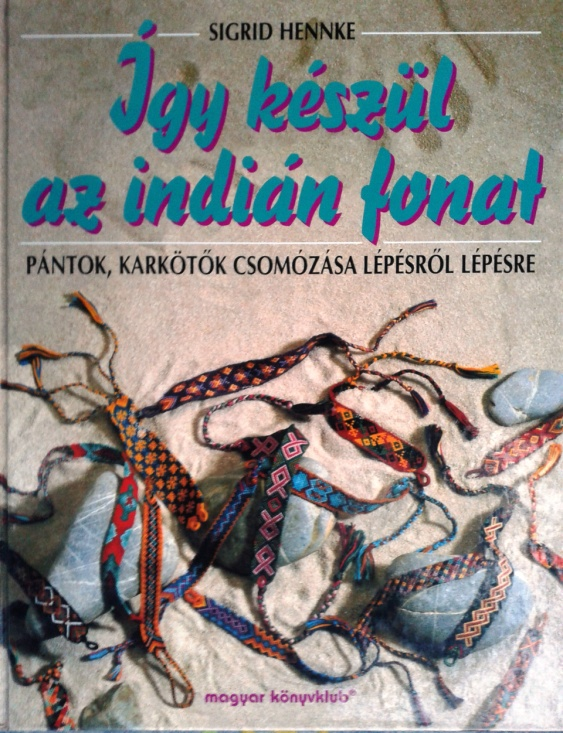 SIGRID HENNKE
Így készül
az indián fonat
PÁNTOK, KARKÖTŐK CSOMÓZÁSA LÉPÉSRŐL LÉPÉSRE
magyar könyvklub®